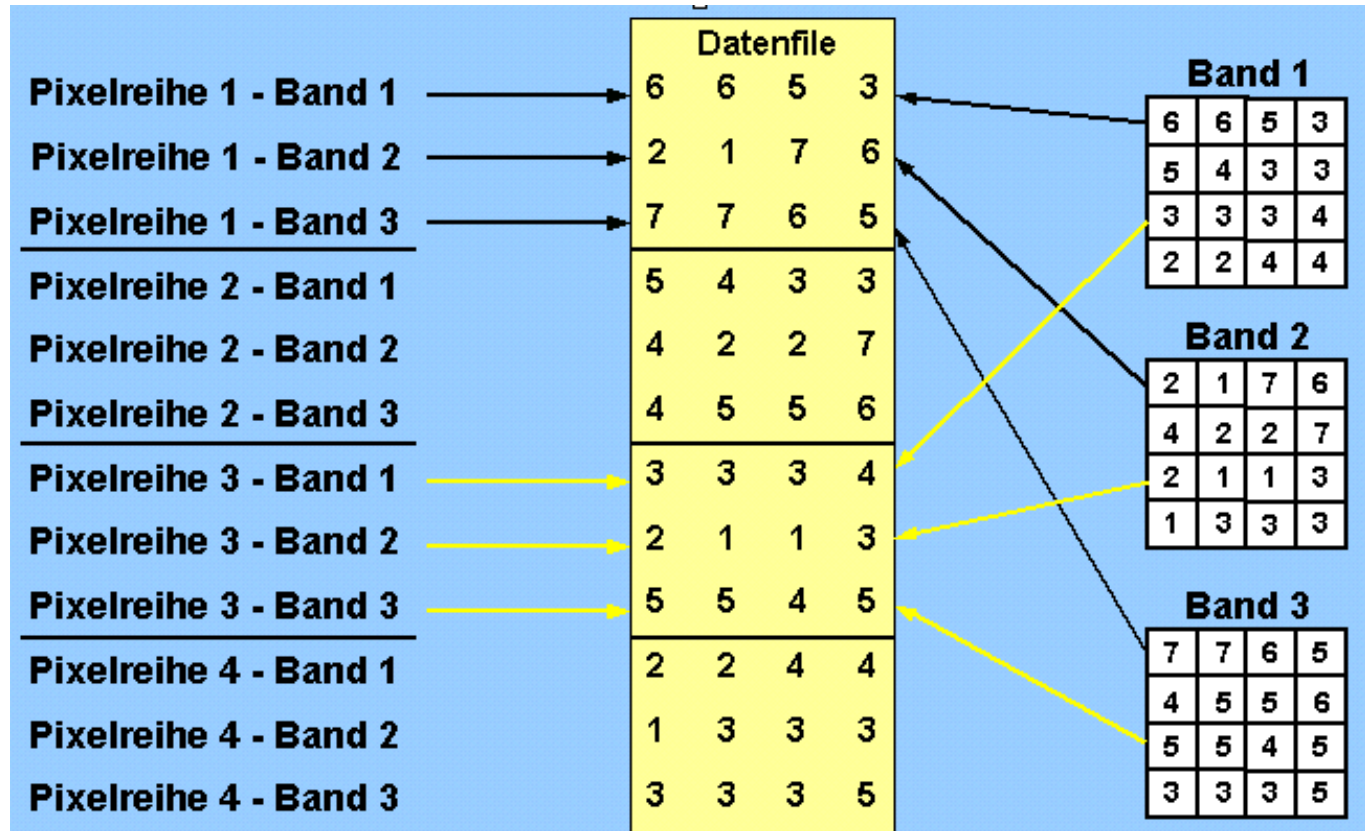 Datenfile
Pixelreihe 1 - Band 1
6 6 5 3
Pixelreihe 1 - Band 2
2 1 7 6
Pixelreihe 1 - Band 3
7 7 6 5
Pixelreihe 2 - Band 1
5 4 3 3
Pixelreihe 2 - Band 2
4 2 2 7
Pixelreihe 2 - Band 3
4 5 5 6
Pixelreihe 3 - Band 1
3 3 3 4
Pixelreihe 3 - Band 2
2 1 1 3
Pixelreihe 3 - Band 3
5 5 4 5
Pixelreihe 4 - Band 1
2 2 4 4
Pixelreihe 4 - Band 2
1 3 3 3
Pixelreihe 4 - Band 3
3 3 3 5
Band 1
6 6 5 3
5 4 3 3
3 3 3 4
2 2 4 4
Band 2
2 1 7 6
4 2 2 7
2 1 1 3
1 3 3 3
Band 3
7 7 6 5
4 5 5 6
5 5 4 5
3 3 3 5